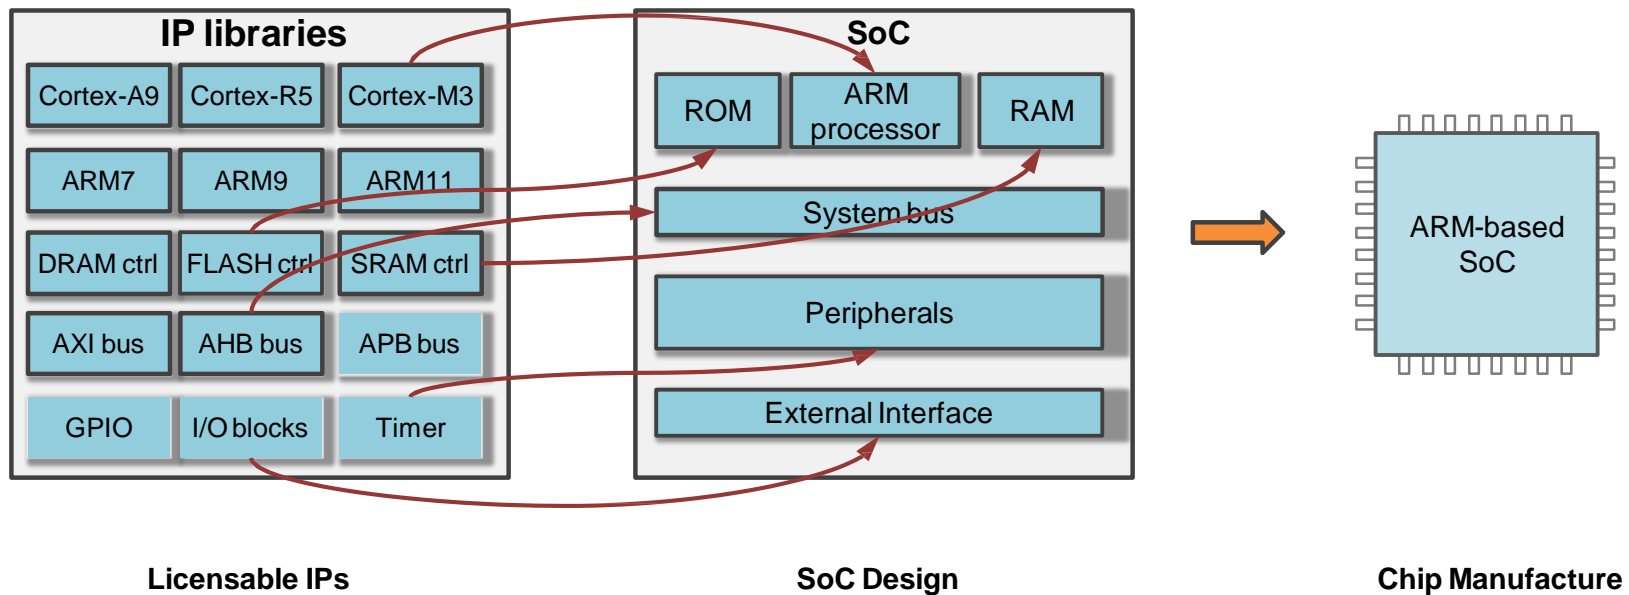 IP libraries
Cortex-A9 Cortex-R5 Cortex-M3
ARM7 ARM9 ARM11
DRAM ctrl FLASH ctrl SRAM ctrl
AXI bus AHB bus APB bus
GPIO I/O blocks Timer
SoC
ROM
ARM
processor
RAM
System bus
Peripherals
External Interface
ARM-based
SoC
Licensable IPs
SoC Design
Chip Manufacture